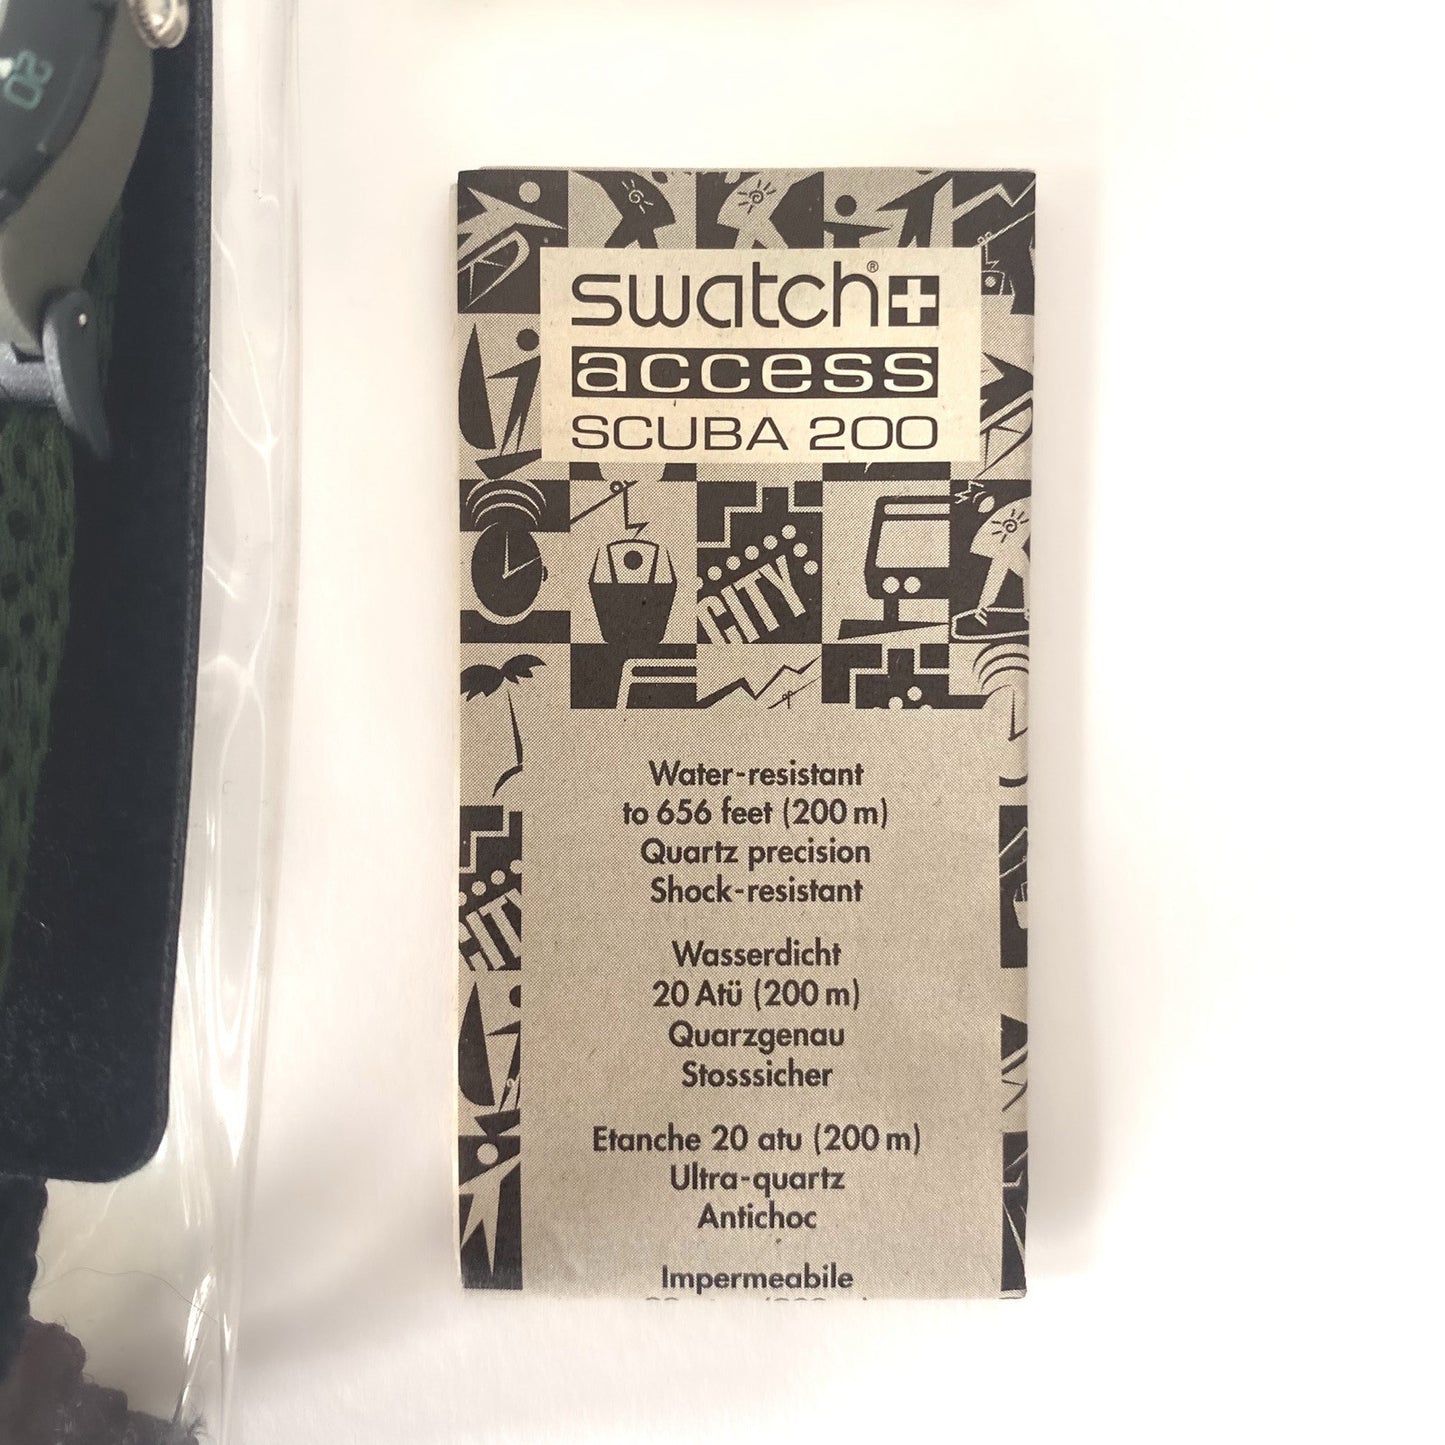 swatch®
access
SCUBA 200
CITY
Water-resistant
to 656 feet (200 m)
Quartz precision
Shock-resistant
CITY
Wasserdicht
20 Atü (200 m)
Quarzgenau
Stosssicher
Etanche 20 atu (200 m)
Ultra-quartz
Antichoc
Impermeabile